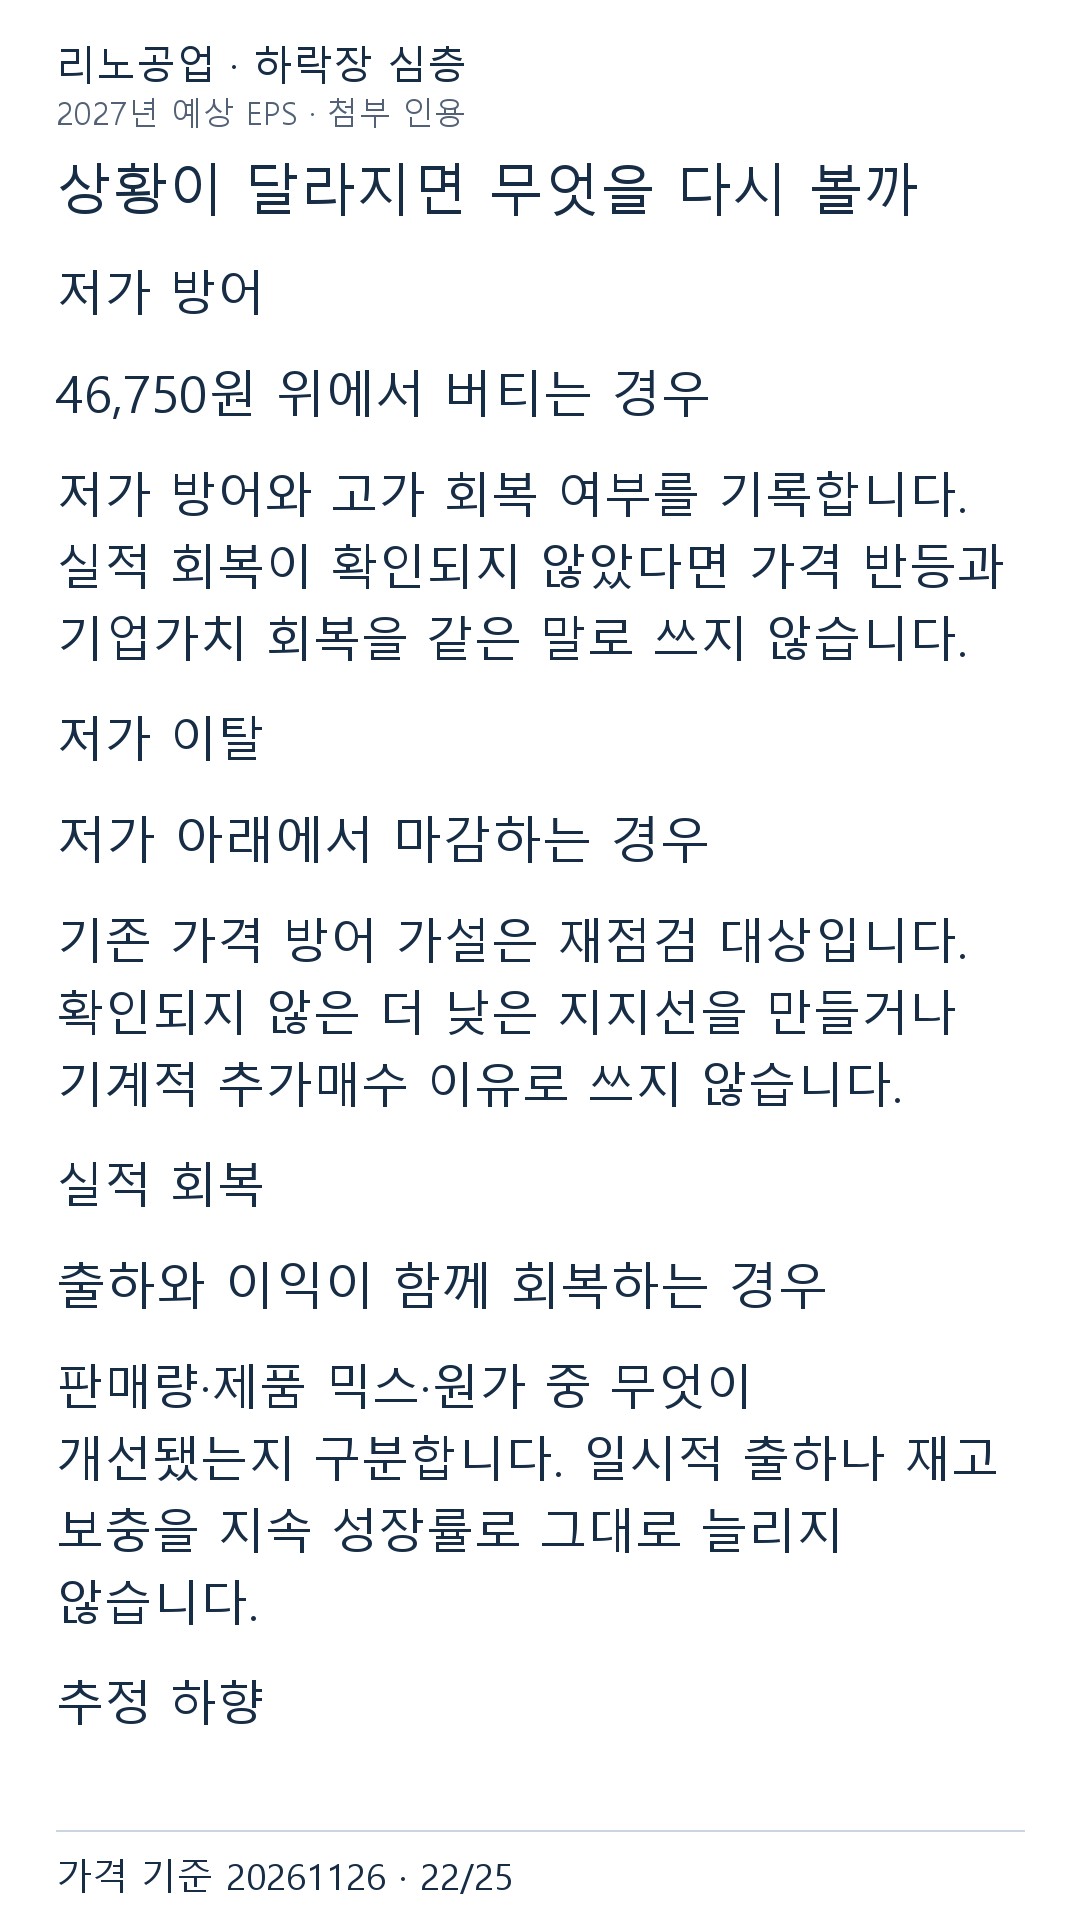 리노공업 · 하락장 심층
2027년 예상 EPS · 첨부 인용
상황이 달라지면 무엇을 다시 볼까
저가 방어
46,750원 위에서 버티는 경우
저가 방어와 고가 회복 여부를 기록합니다.
실적 회복이 확인되지 않았다면 가격 반등과
기업가치 회복을 같은 말로 쓰지 않습니다.
저가 이탈
저가 아래에서 마감하는 경우
기존 가격 방어 가설은 재점검 대상입니다.
확인되지 않은 더 낮은 지지선을 만들거나
기계적 추가매수 이유로 쓰지 않습니다.
실적 회복
출하와 이익이 함께 회복하는 경우
판매량·제품 믹스·원가 중 무엇이
개선됐는지 구분합니다. 일시적 출하나 재고
보충을 지속 성장률로 그대로 늘리지
않습니다.
추정 하향
가격 기준 20261126 · 22/25